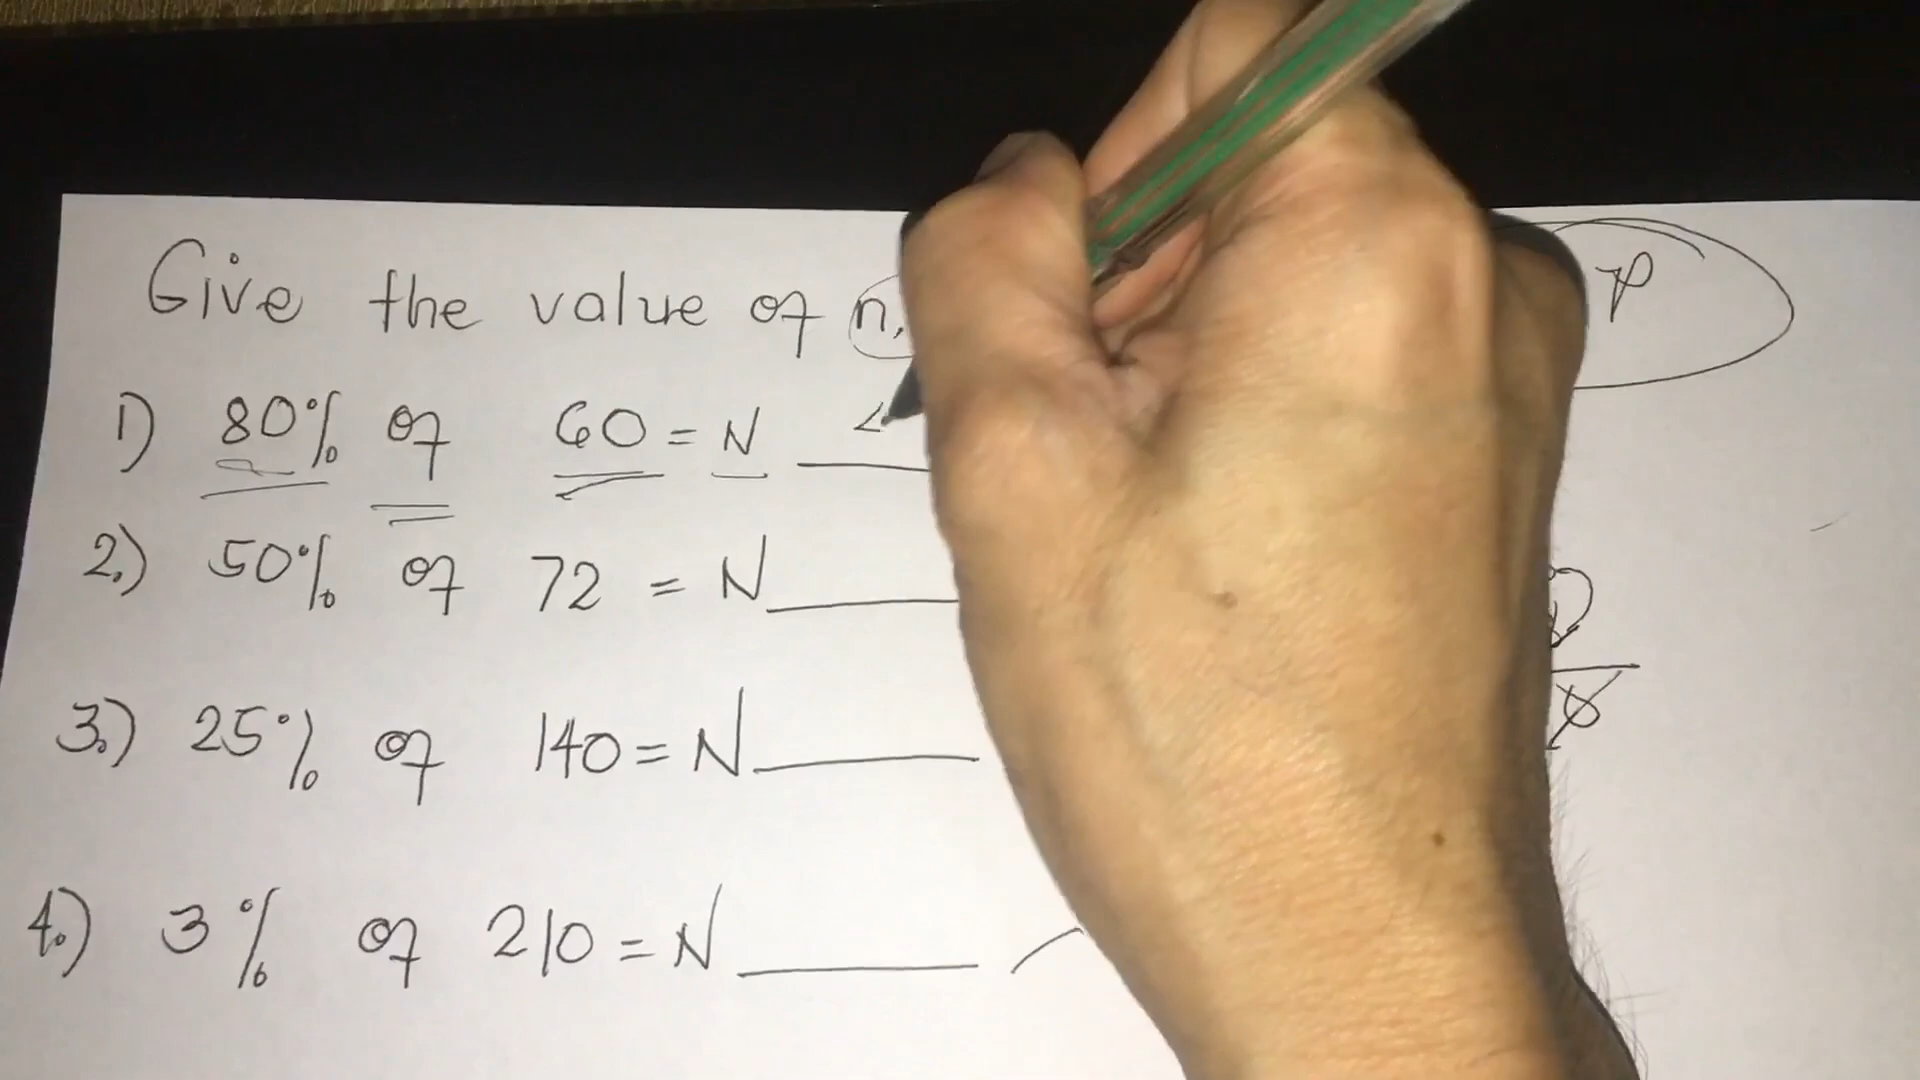 Give the value of n.
1) 80% of 60 = N
2.) 50% of 72 = N
3.) 25% of 140 = N
4.) 3% of 210 = N